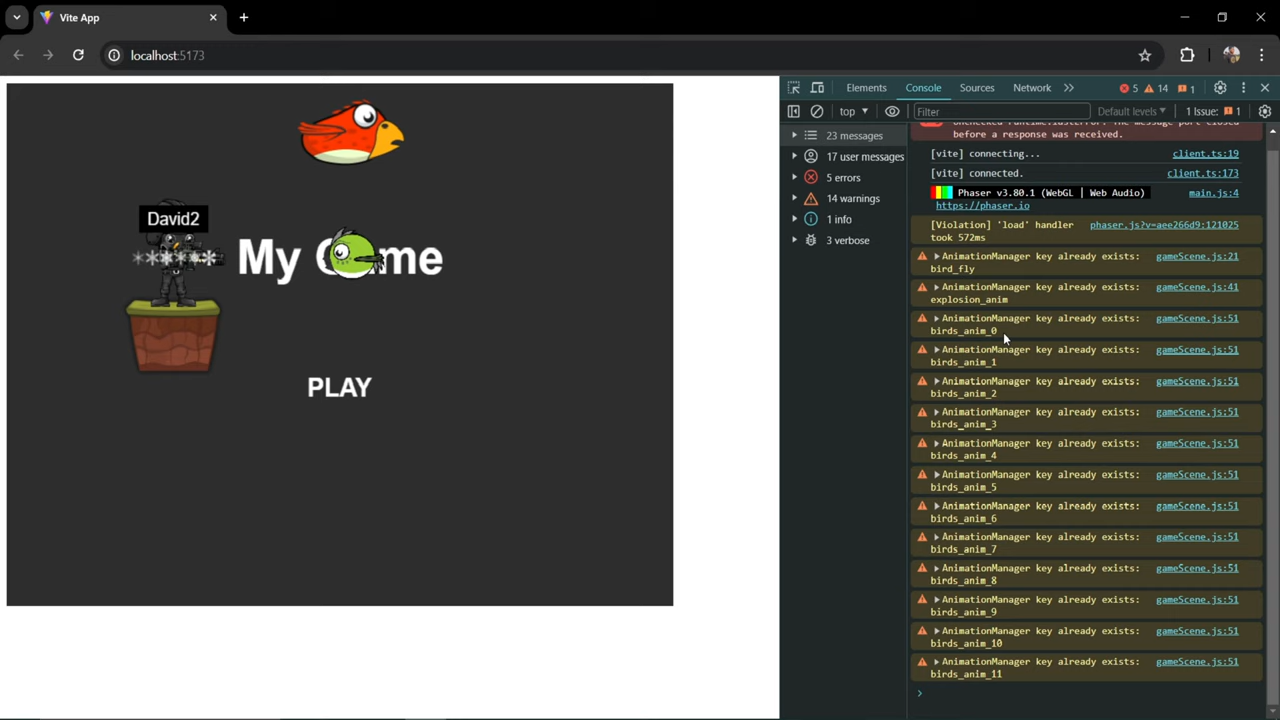 Vite App
localhost:5173
Elements
Console
Sources
Network
5
14
1
top
Filter
Default levels
1 Issue:
1
23 messages
17 user messages
5 errors
14 warnings
1 info
3 verbose
before a response was received.
[vite] connecting... client.ts:19
[vite] connected. client.ts:173
Phaser v3.80.1 (WebGL | Web Audio) main.js:4
https://phaser.io
[Violation] 'load' handler phaser.js?v=aee266d9:121025
took 572ms
AnimationManager key already exists: gameScene.js:21
bird_fly
AnimationManager key already exists: gameScene.js:41
explosion_anim
AnimationManager key already exists: gameScene.js:51
birds_anim_0
AnimationManager key already exists: gameScene.js:51
birds_anim_1
AnimationManager key already exists: gameScene.js:51
birds_anim_2
AnimationManager key already exists: gameScene.js:51
birds_anim_3
AnimationManager key already exists: gameScene.js:51
birds_anim_4
AnimationManager key already exists: gameScene.js:51
birds_anim_5
AnimationManager key already exists: gameScene.js:51
birds_anim_6
AnimationManager key already exists: gameScene.js:51
birds_anim_7
AnimationManager key already exists: gameScene.js:51
birds_anim_8
AnimationManager key already exists: gameScene.js:51
birds_anim_9
AnimationManager key already exists: gameScene.js:51
birds_anim_10
AnimationManager key already exists: gameScene.js:51
birds_anim_11
David2
******
My Game
PLAY